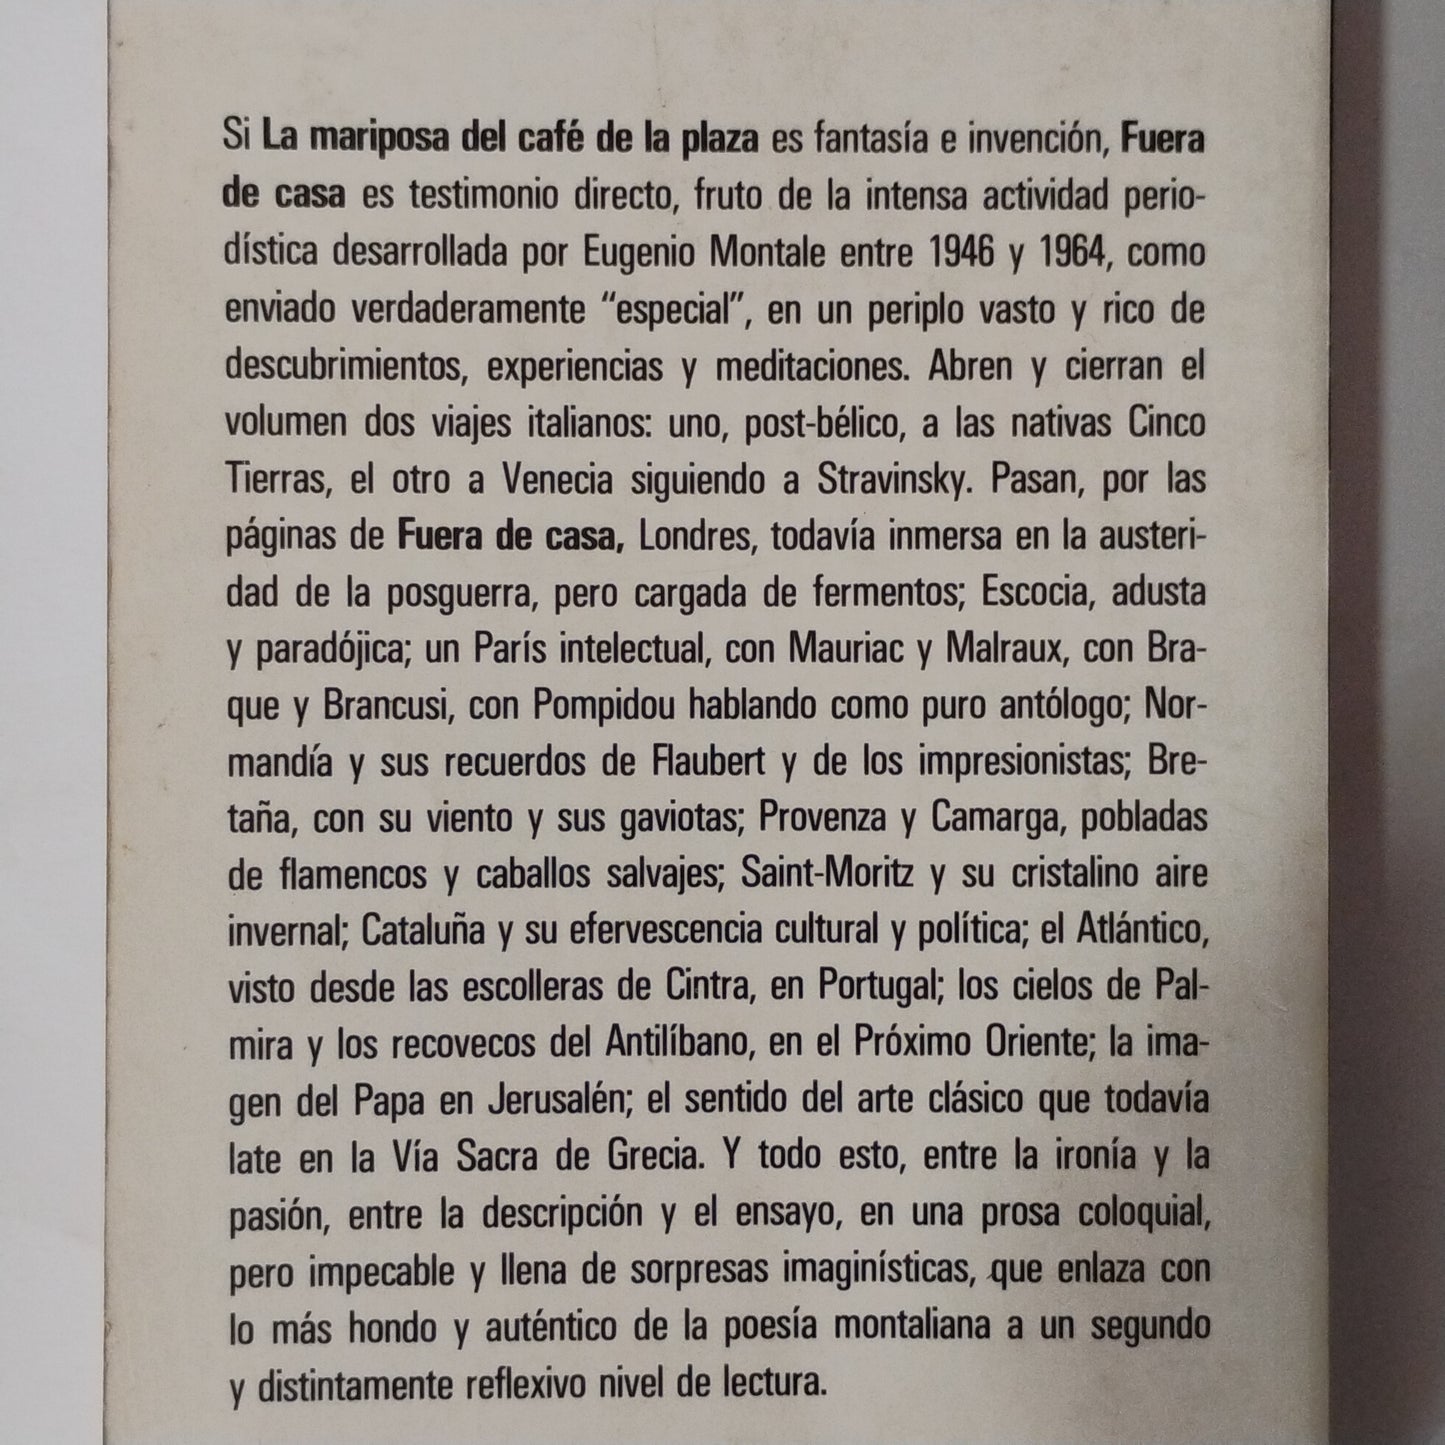 Si La mariposa del café de la plaza es fantasía e invención, Fuera
de casa es testimonio directo, fruto de la intensa actividad perio-
dística desarrollada por Eugenio Montale entre 1946 y 1964, como
enviado verdaderamente “especial”, en un periplo vasto y rico de
descubrimientos, experiencias y meditaciones. Abren y cierran el
volumen dos viajes italianos: uno, post-bélico, a las nativas Cinco
Tierras, el otro a Venecia siguiendo a Stravinsky. Pasan, por las
páginas de Fuera de casa, Londres, todavía inmersa en la austeri-
dad de la posguerra, pero cargada de fermentos; Escocia, adusta
y paradójica; un París intelectual, con Mauriac y Malraux, con Bra-
que y Brancusi, con Pompidou hablando como puro antólogo; Nor-
mandía y sus recuerdos de Flaubert y de los impresionistas; Bre-
taña, con su viento y sus gaviotas; Provenza y Camarga, pobladas
de flamencos y caballos salvajes; Saint-Moritz y su cristalino aire
invernal; Cataluña y su efervescencia cultural y política; el Atlántico,
visto desde las escolleras de Cintra, en Portugal; los cielos de Pal-
mira y los recovecos del Antilíbano, en el Próximo Oriente; la ima-
gen del Papa en Jerusalén; el sentido del arte clásico que todavía
late en la Vía Sacra de Grecia. Y todo esto, entre la ironía y la
pasión, entre la descripción y el ensayo, en una prosa coloquial,
pero impecable y llena de sorpresas imaginísticas, que enlaza con
lo más hondo y auténtico de la poesía montaliana a un segundo
y distintamente reflexivo nivel de lectura.